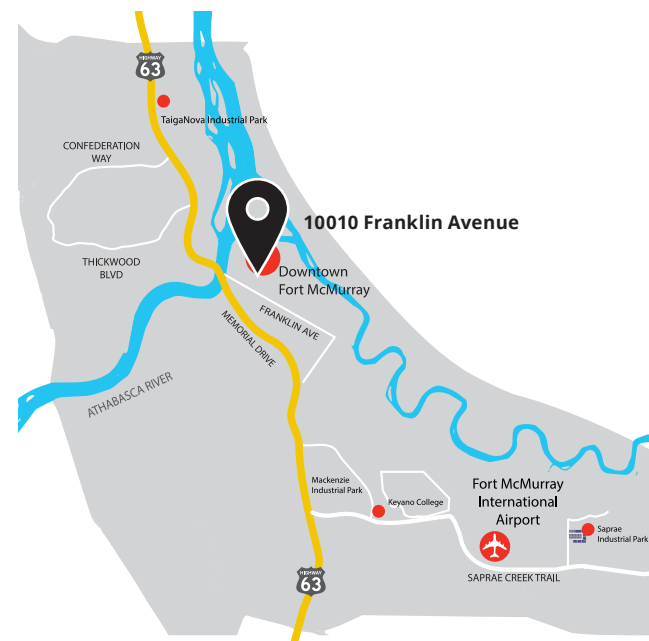 HIGHWAY
63
TaigaNova Industrial Park
CONFEDERATION
WAY
10010 Franklin Avenue
THICKWOOD
BLVD
Downtown
Fort McMurray
FRANKLIN AVE
MEMORIAL DRIVE
ATHABASCA RIVER
Mackenzie
Industrial Park
Keyano College
Fort McMurray
International
Airport
Saprae
Industrial Park
HIGHWAY
63
SAPRAE CREEK TRAIL